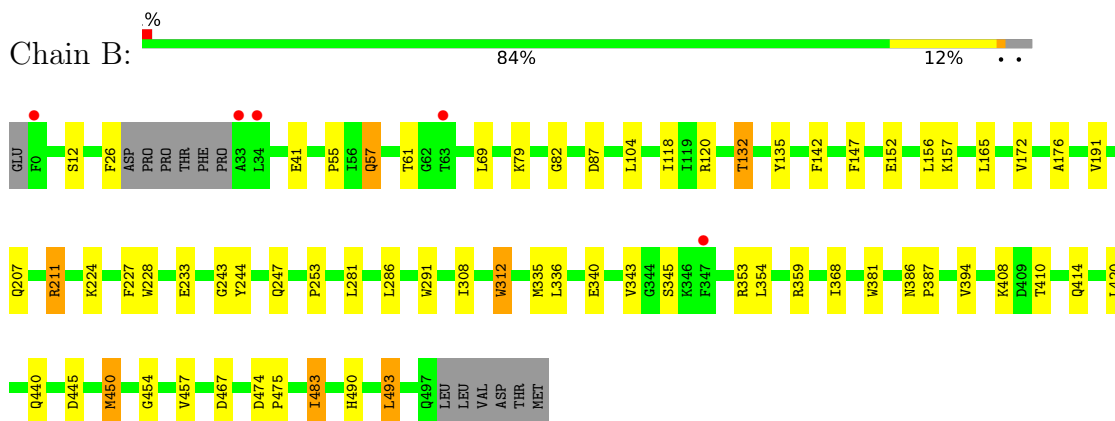 .%
Chain B:
84% 12% • •
GLU F0 S12 F26 ASP PRO PRO THR PHE PRO A33 L34 E41 P55 I56 Q57 T61 G62 T63 L69 K79 G82 D87 L104 I118 I119 R120 T132 Y135 F142 F147 E152 L156 K157 L165 V172 A176 V191
Q207 R211 K224 F227 W228 E233 G243 Y244 Q247 P253 L281 L286 W291 I308 W312 M335 L336 E340 V343 G344 S345 K346 F347 R353 L354 R359 I368 W381 N386 P387 V394 K408 D409 T410 Q414
Q440 D445 M450 G454 V457 D467 D474 P475 I483 H490 L493 Q497 LEU LEU VAL ASP THR MET